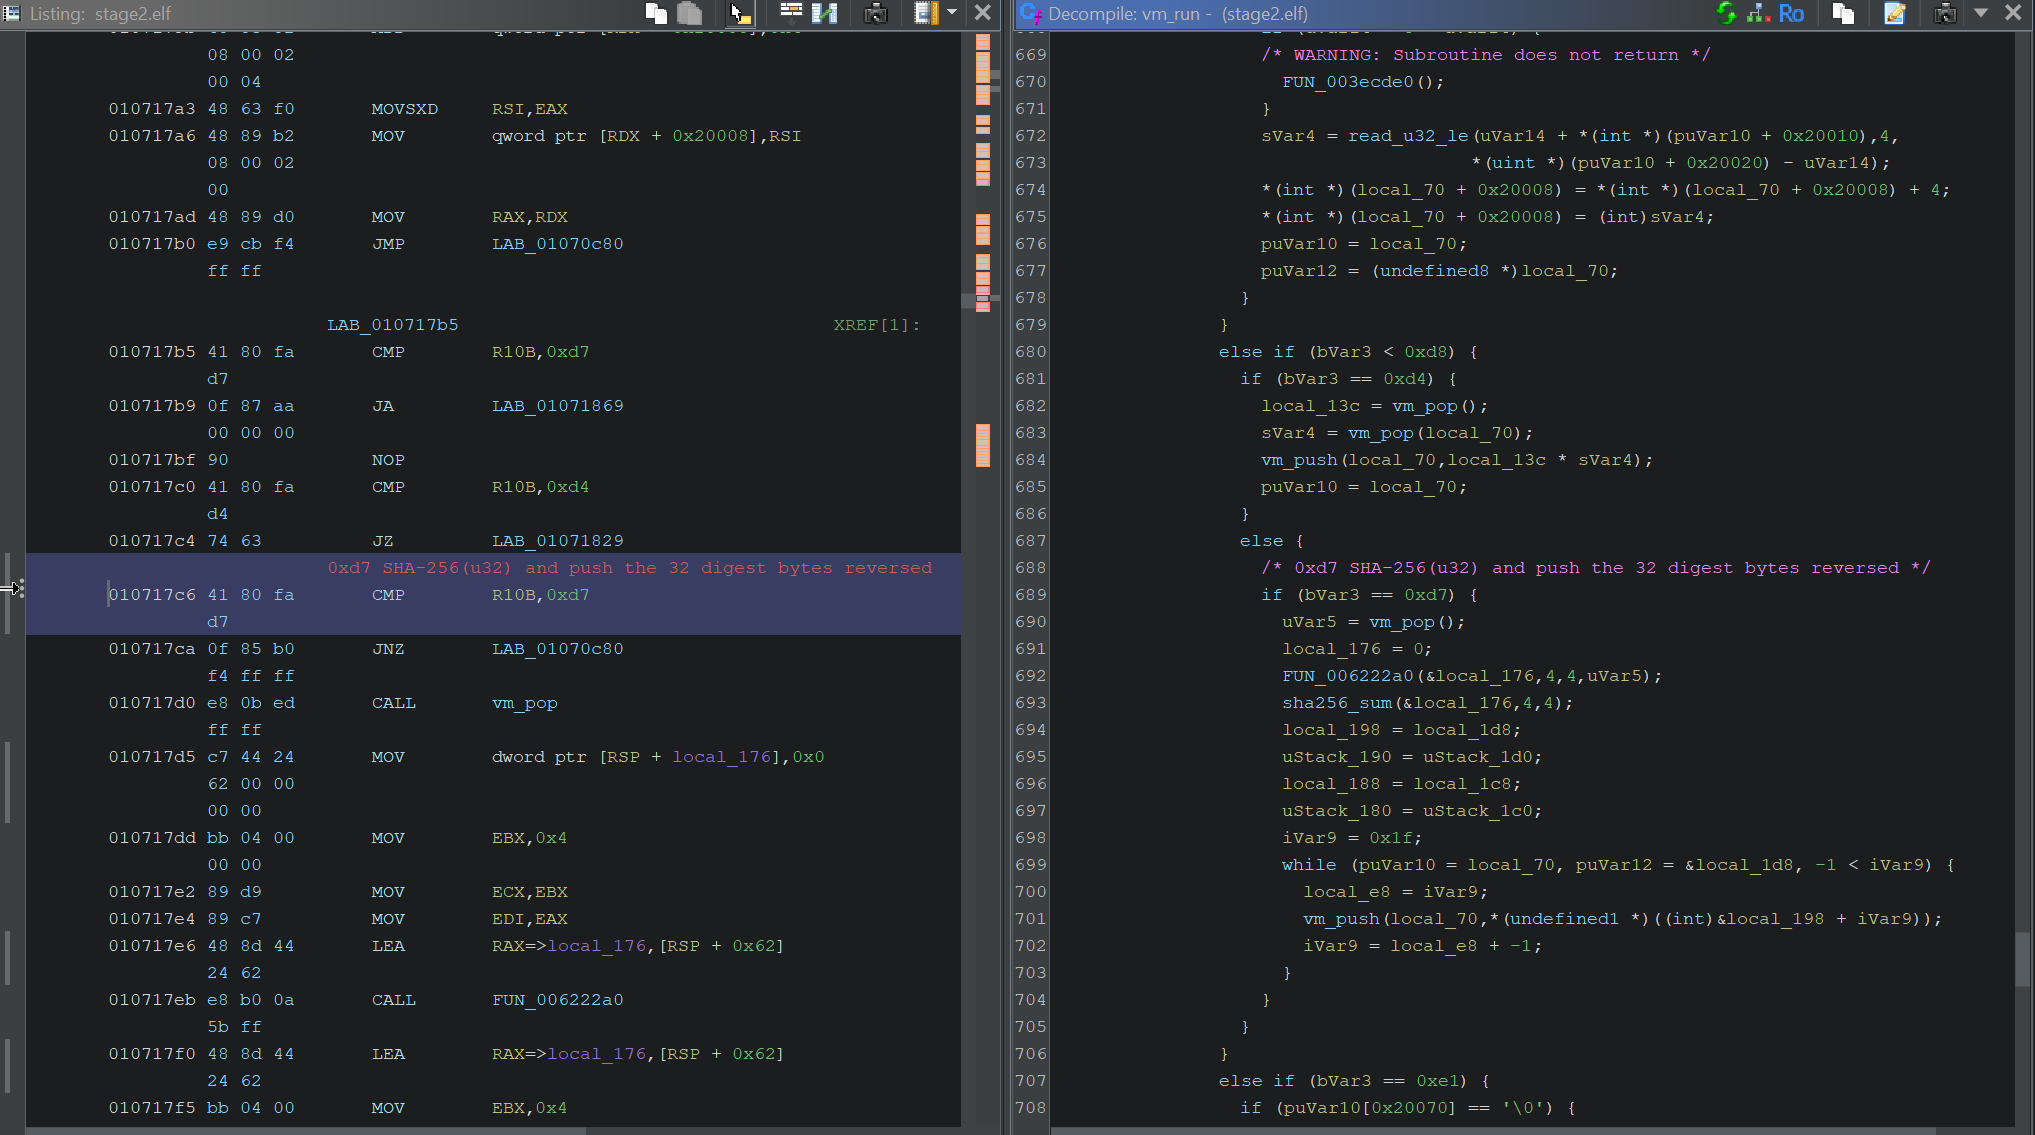 Listing: stage2.elf
08 00 02
00 04
010717a3 48 63 f0 MOVSXD RSI,EAX
010717a6 48 89 b2 MOV qword ptr [RDX + 0x20008],RSI
08 00 02
00
010717ad 48 89 d0 MOV RAX,RDX
010717b0 e9 cb f4 JMP LAB_01070c80
ff ff
LAB_010717b5 XREF[1]:
010717b5 41 80 fa CMP R10B,0xd7
d7
010717b9 0f 87 aa JA LAB_01071869
00 00 00
010717bf 90 NOP
010717c0 41 80 fa CMP R10B,0xd4
d4
010717c4 74 63 JZ LAB_01071829
0xd7 SHA-256(u32) and push the 32 digest bytes reversed
010717c6 41 80 fa CMP R10B,0xd7
d7
010717ca 0f 85 b0 JNZ LAB_01070c80
f4 ff ff
010717d0 e8 0b ed CALL vm_pop
ff ff
010717d5 c7 44 24 MOV dword ptr [RSP + local_176],0x0
62 00 00
00 00
010717dd bb 04 00 MOV EBX,0x4
00 00
010717e2 89 d9 MOV ECX,EBX
010717e4 89 c7 MOV EDI,EAX
010717e6 48 8d 44 LEA RAX=>local_176,[RSP + 0x62]
24 62
010717eb e8 b0 0a CALL FUN_006222a0
5b ff
010717f0 48 8d 44 LEA RAX=>local_176,[RSP + 0x62]
24 62
010717f5 bb 04 00 MOV EBX,0x4
Decompile: vm_run - (stage2.elf)
Ro
669 /* WARNING: Subroutine does not return */
670 FUN_003ecde0();
671 }
672 sVar4 = read_u32_le(uVar14 + *(int *)(puVar10 + 0x20010),4,
673 *(uint *)(puVar10 + 0x20020) - uVar14);
674 *(int *)(local_70 + 0x20008) = *(int *)(local_70 + 0x20008) + 4;
675 *(int *)(local_70 + 0x20008) = (int)sVar4;
676 puVar10 = local_70;
677 puVar12 = (undefined8 *)local_70;
678 }
679 }
680 else if (bVar3 < 0xd8) {
681 if (bVar3 == 0xd4) {
682 local_13c = vm_pop();
683 sVar4 = vm_pop(local_70);
684 vm_push(local_70,local_13c * sVar4);
685 puVar10 = local_70;
686 }
687 else {
688 /* 0xd7 SHA-256(u32) and push the 32 digest bytes reversed */
689 if (bVar3 == 0xd7) {
690 uVar5 = vm_pop();
691 local_176 = 0;
692 FUN_006222a0(&local_176,4,4,uVar5);
693 sha256_sum(&local_176,4,4);
694 local_198 = local_1d8;
695 uStack_190 = uStack_1d0;
696 local_188 = local_1c8;
697 uStack_180 = uStack_1c0;
698 iVar9 = 0x1f;
699 while (puVar10 = local_70, puVar12 = &local_1d8, -1 < iVar9) {
700 local_e8 = iVar9;
701 vm_push(local_70,*(undefined1 *)((int)&local_198 + iVar9));
702 iVar9 = local_e8 + -1;
703 }
704 }
705 }
706 }
707 else if (bVar3 == 0xe1) {
708 if (puVar10[0x20070] == '\0') {